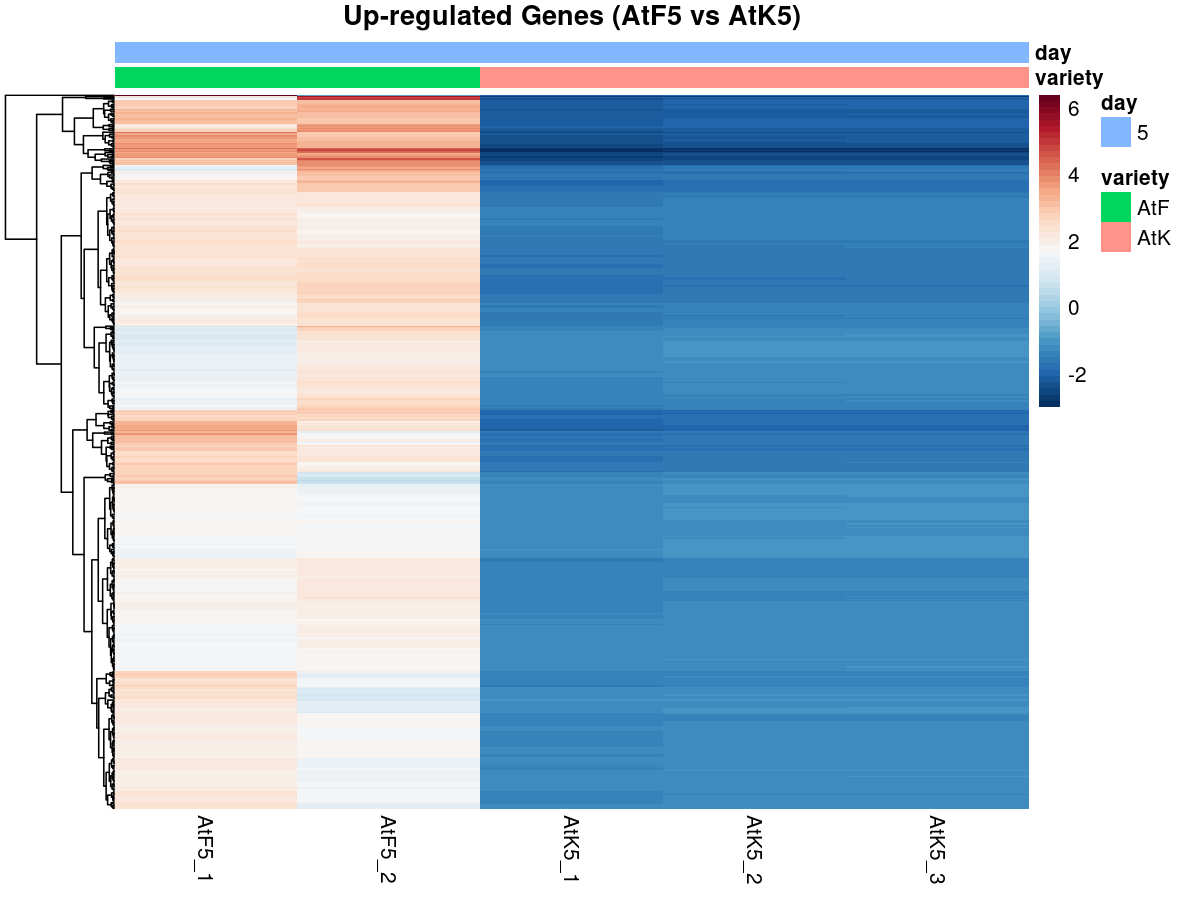 Up-regulated Genes (AtF5 vs AtK5)
day
variety
6
4
2
0
-2
day
5
variety
AtF
AtK
AtF5_1
AtF5_2
AtK5_1
AtK5_2
AtK5_3